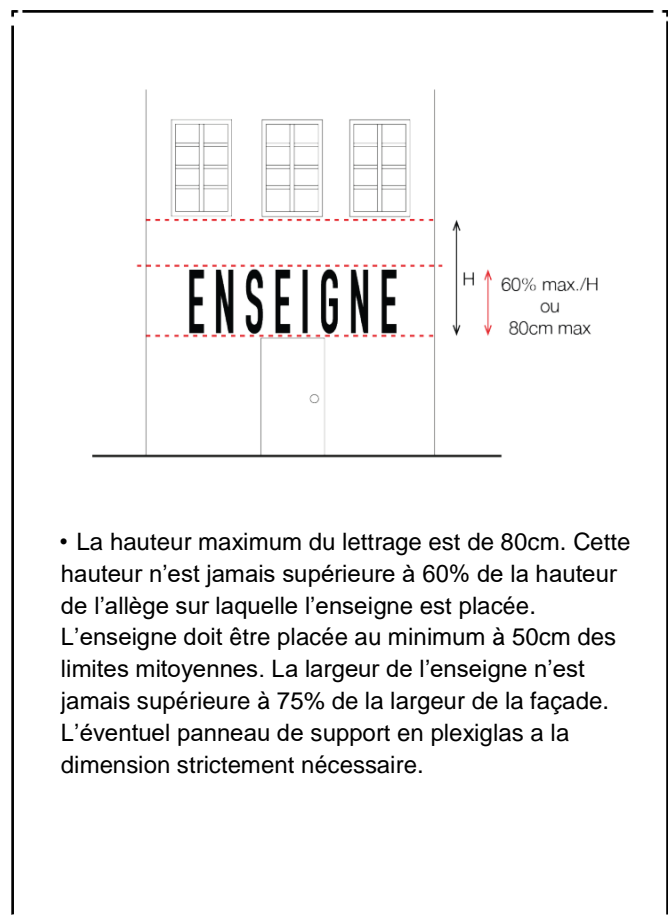 ENSEIGNE
H
60% max./H
ou
80cm max
• La hauteur maximum du lettrage est de 80cm. Cette
hauteur n’est jamais supérieure à 60% de la hauteur
de l’allège sur laquelle l’enseigne est placée.
L’enseigne doit être placée au minimum à 50cm des
limites mitoyennes. La largeur de l’enseigne n’est
jamais supérieure à 75% de la largeur de la façade.
L’éventuel panneau de support en plexiglas a la
dimension strictement nécessaire.